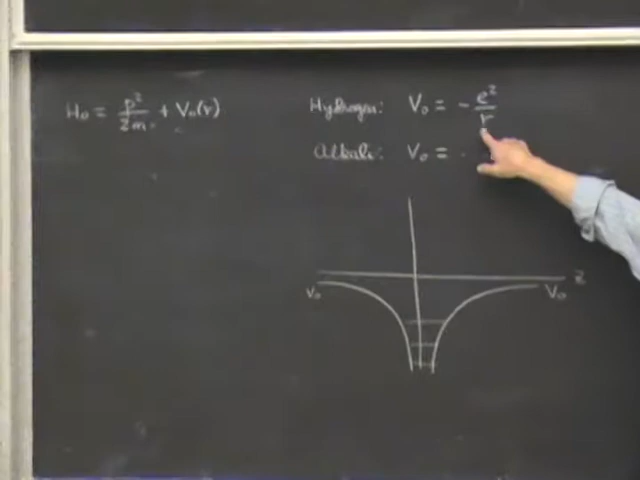 H₀ = p²/2m + V₀(r)
Hydrogen: V₀ = - e²/r
Alkali: V₀ = -
z
V₀ V₀